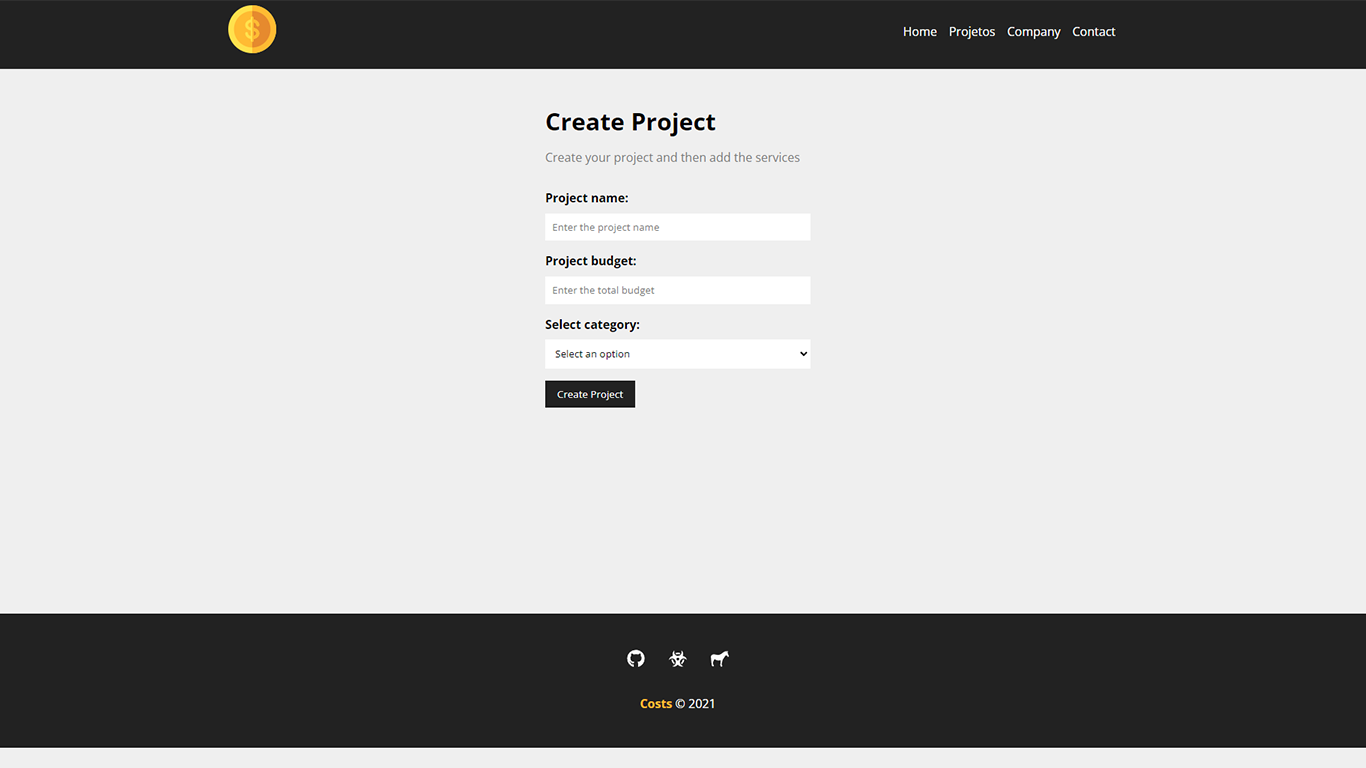 $
Home Projetos Company Contact
Create Project
Create your project and then add the services
Project name:
Enter the project name
Project budget:
Enter the total budget
Select category:
Select an option
Create Project
Costs © 2021